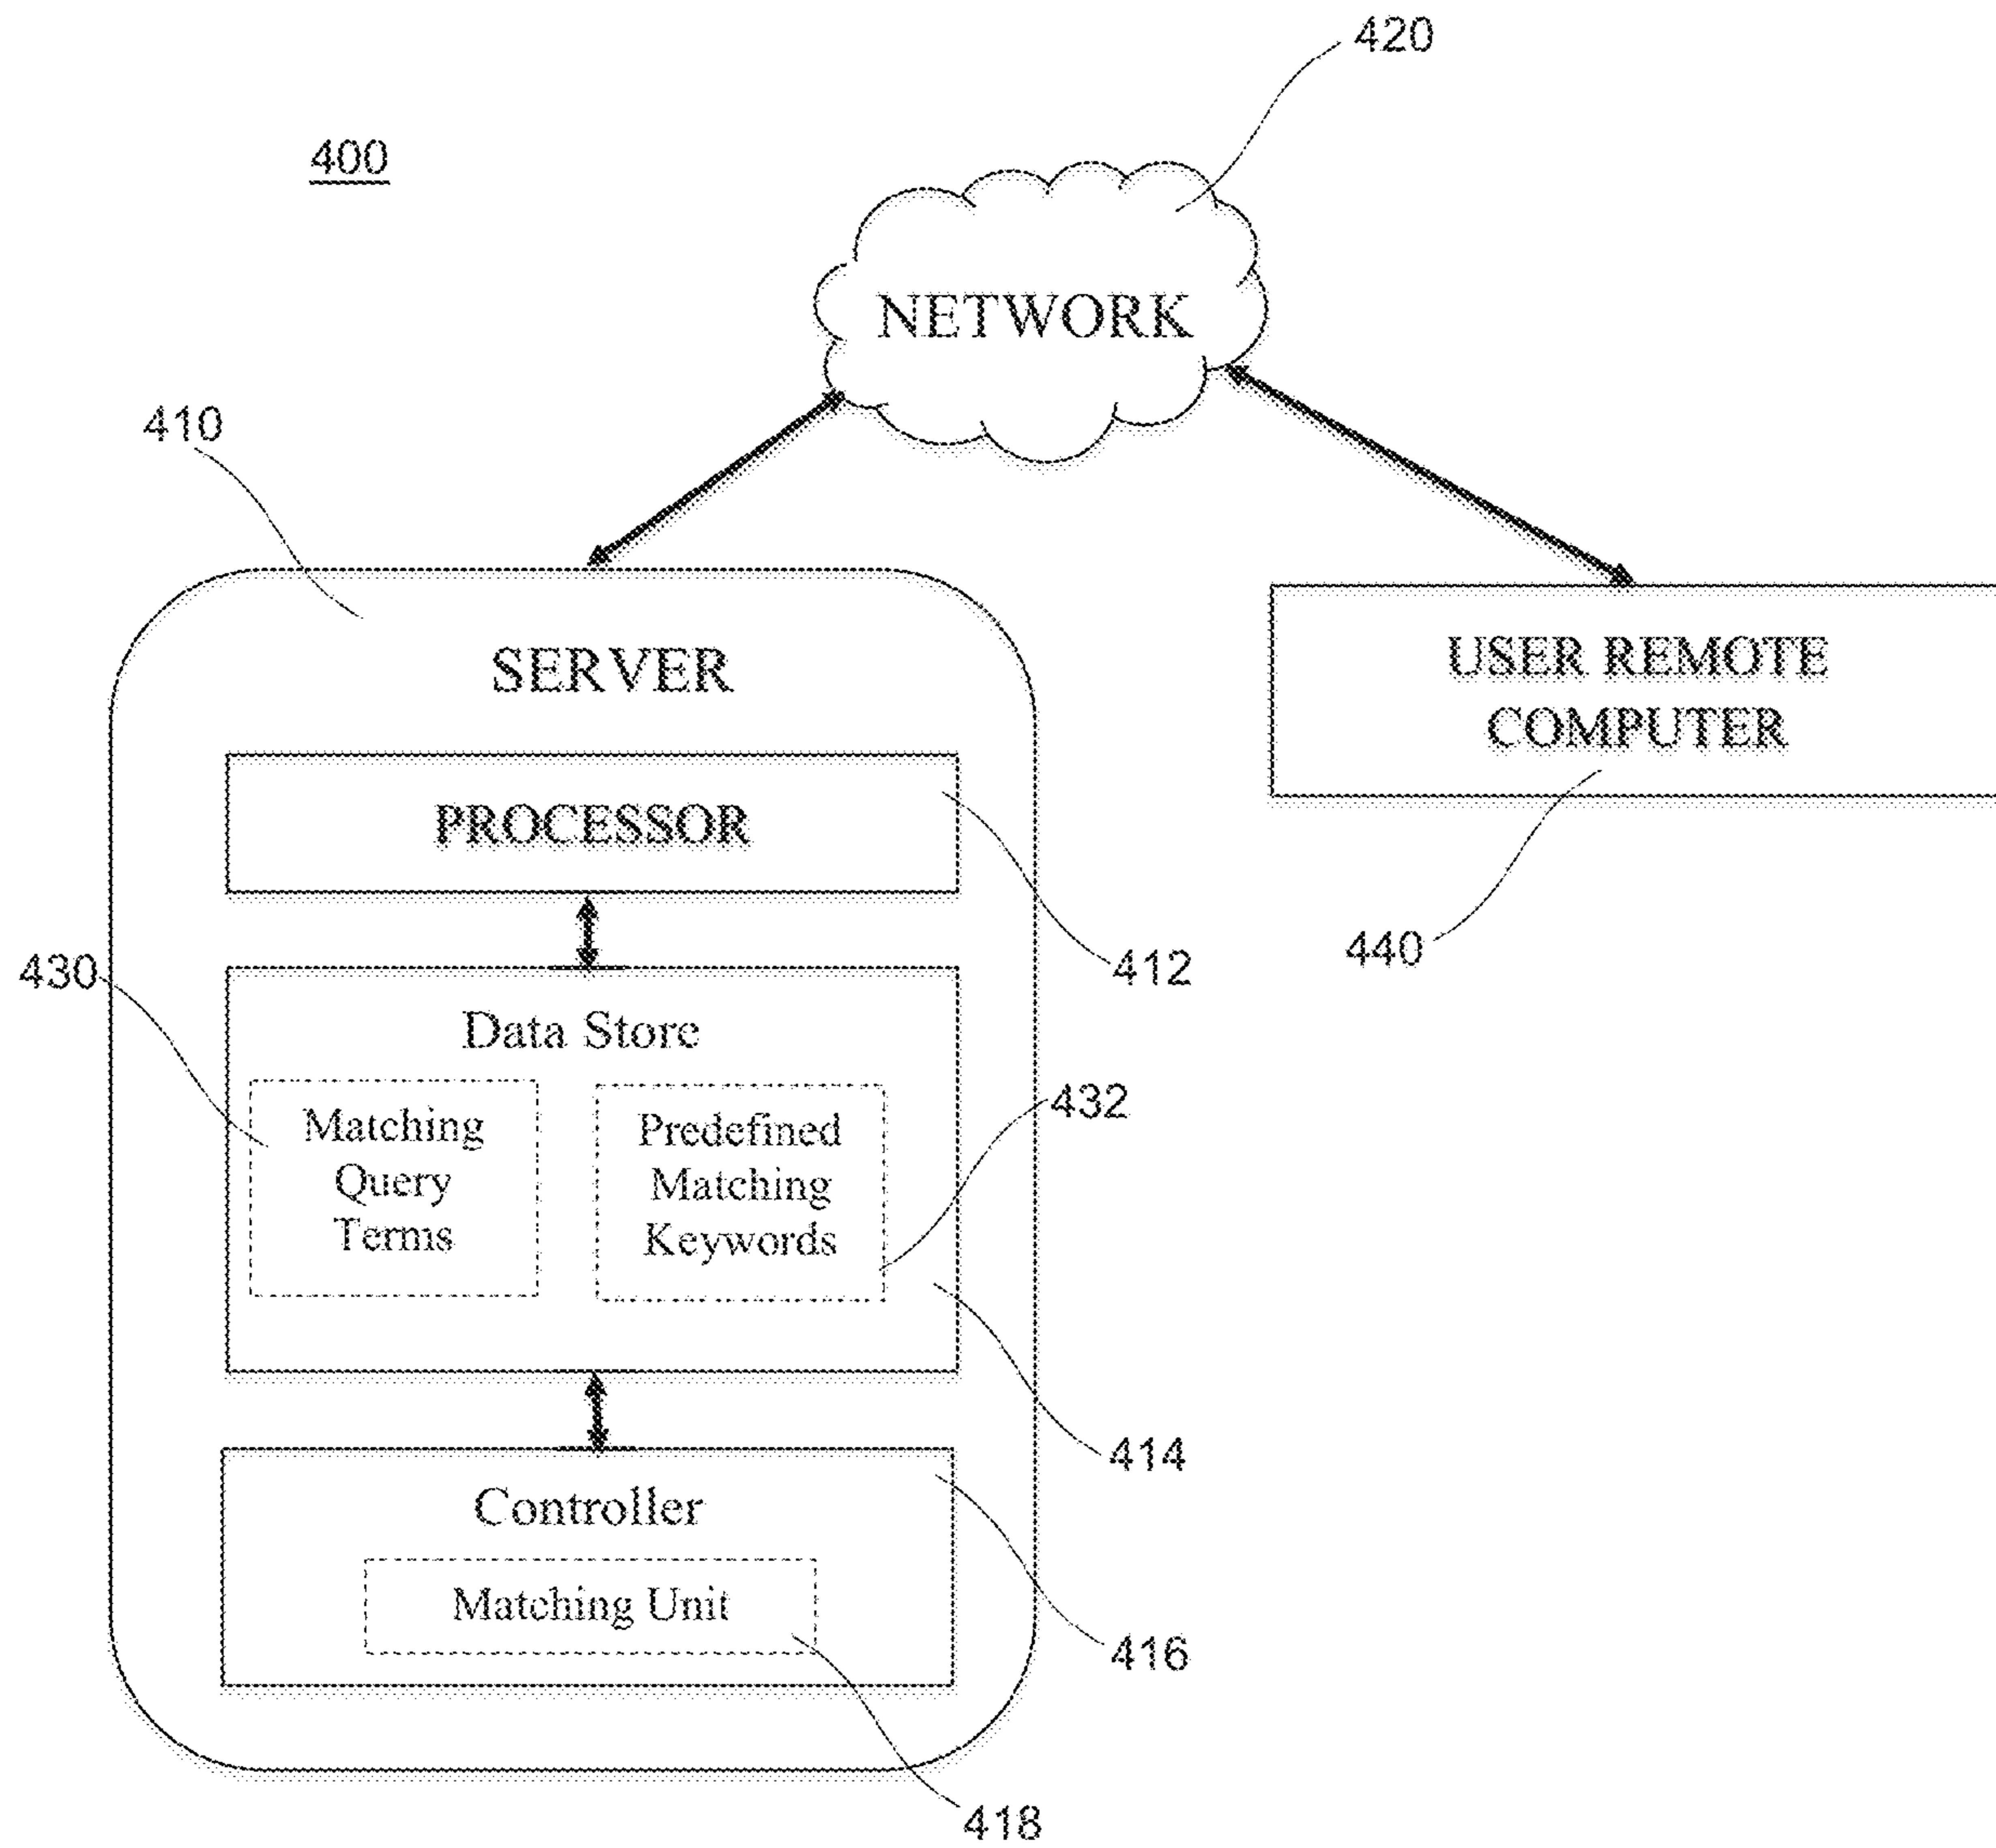 420
400
NETWORK
410
SERVER
USER REMOTE
COMPUTER
PROCESSOR
430
412
440
Data Store
Matching
Query
Terms
Predefined
Matching
Keywords
432
414
Controller
Matching Unit
416
418